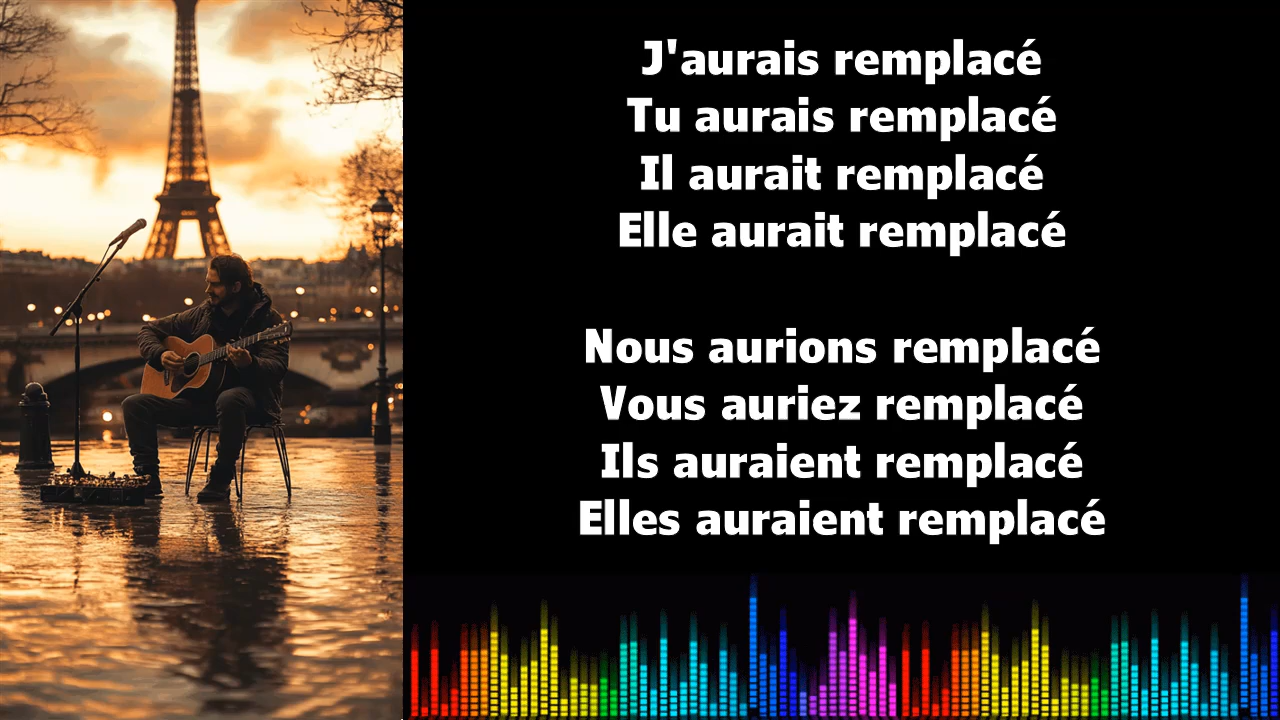 J'aurais remplacé
Tu aurais remplacé
Il aurait remplacé
Elle aurait remplacé
Nous aurions remplacé
Vous auriez remplacé
Ils auraient remplacé
Elles auraient remplacé